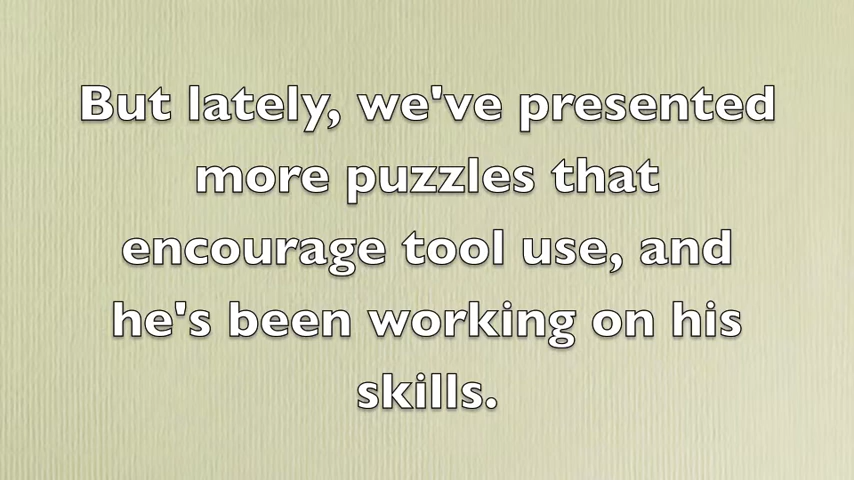 But lately, we've presented
more puzzles that
encourage tool use, and
he's been working on his
skills.